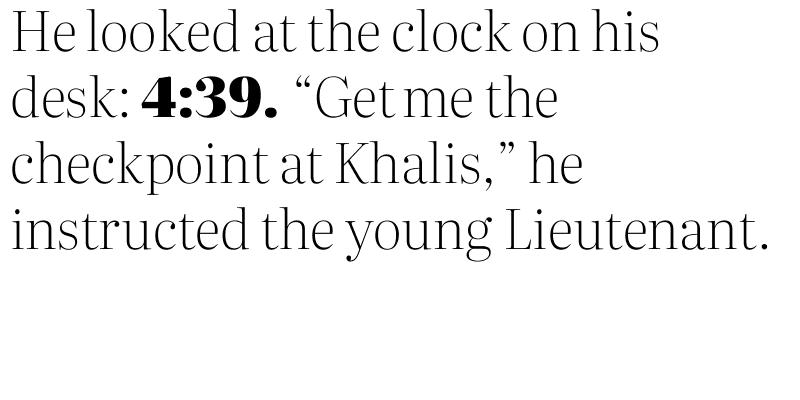 He looked at the clock on his
desk: 4:39. “Get me the
checkpoint at Khalis,” he
instructed the young Lieutenant.